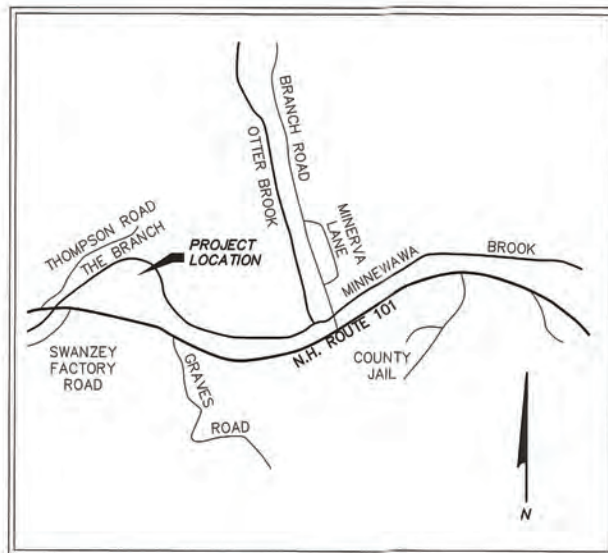 BRANCH ROAD
OTTER BROOK
MINERVA
LANE
THOMPSON ROAD
THE BRANCH
PROJECT
LOCATION
MINNEWAWA
BROOK
N.H. ROUTE 101
SWANZEY
FACTORY
ROAD
GRAVES
ROAD
COUNTY
JAIL
N